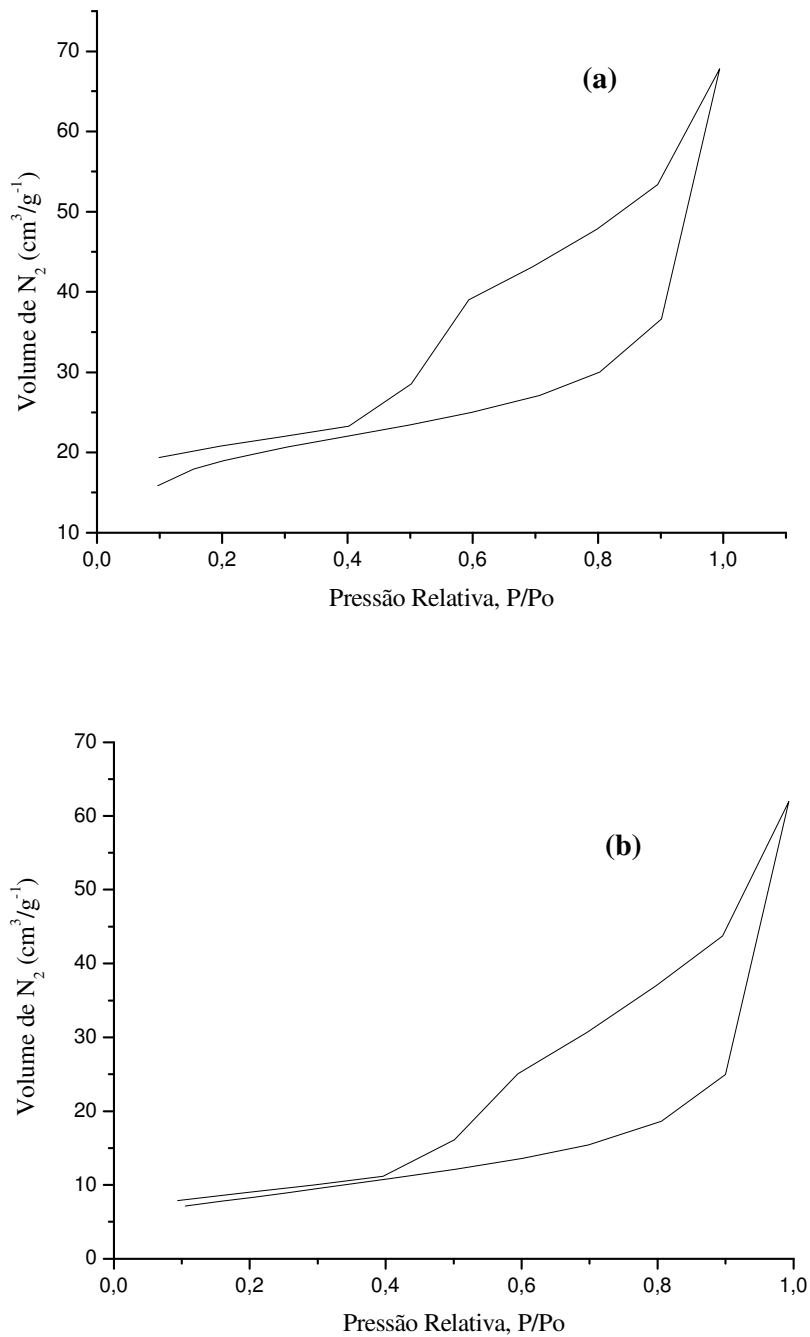 (a)
Volume de N2 (cm3/g-1)
70
60
50
40
30
20
10
0,0 0,2 0,4 0,6 0,8 1,0
Pressão Relativa, P/Po
(b)
Volume de N2 (cm3/g-1)
70
60
50
40
30
20
10
0
0,0 0,2 0,4 0,6 0,8 1,0
Pressão Relativa, P/Po